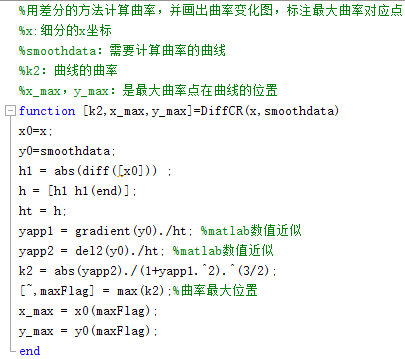 %用差分的方法计算曲率，并画出曲率变化图，标注最大曲率对应点
%x:细分的x坐标
%smoothdata：需要计算曲率的曲线
%k2：曲线的曲率
%x_max，y_max：是最大曲率点在曲线的位置
function [k2,x_max,y_max]=DiffCR(x,smoothdata)
x0=x;
y0=smoothdata;
h1 = abs(diff([x0])) ;
h = [h1 h1(end)];
ht = h;
yapp1 = gradient(y0)./ht; %matlab数值近似
yapp2 = del2(y0)./ht; %matlab数值近似
k2 = abs(yapp2)./(1+yapp1.^2).^(3/2);
[~,maxFlag] = max(k2);%曲率最大位置
x_max = x0(maxFlag);
y_max = y0(maxFlag);
end